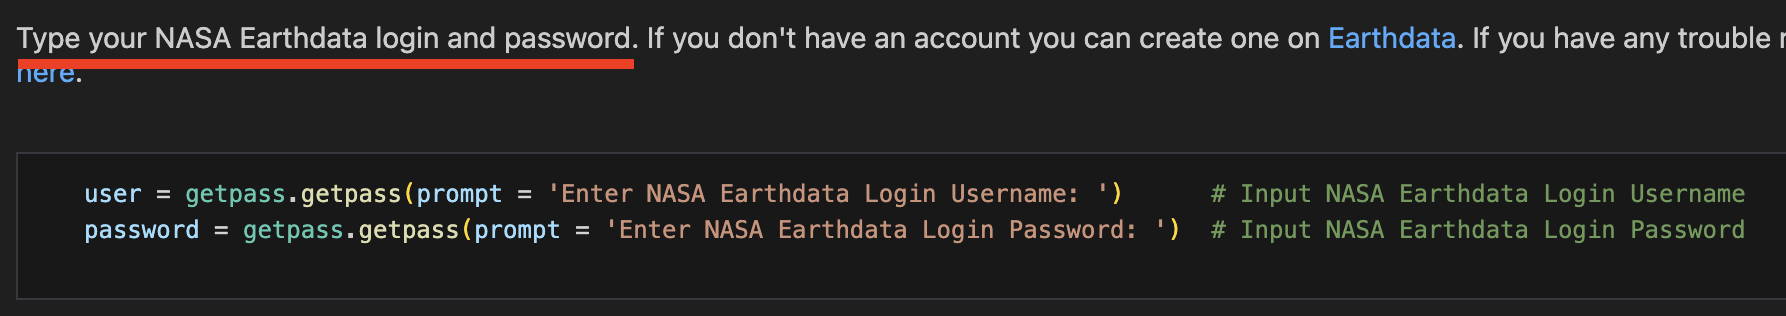 Type your NASA Earthdata login and password. If you don't have an account you can create one on Earthdata. If you have any trouble
here.
user = getpass.getpass(prompt = 'Enter NASA Earthdata Login Username: ')      # Input NASA Earthdata Login Username
password = getpass.getpass(prompt = 'Enter NASA Earthdata Login Password: ')  # Input NASA Earthdata Login Password